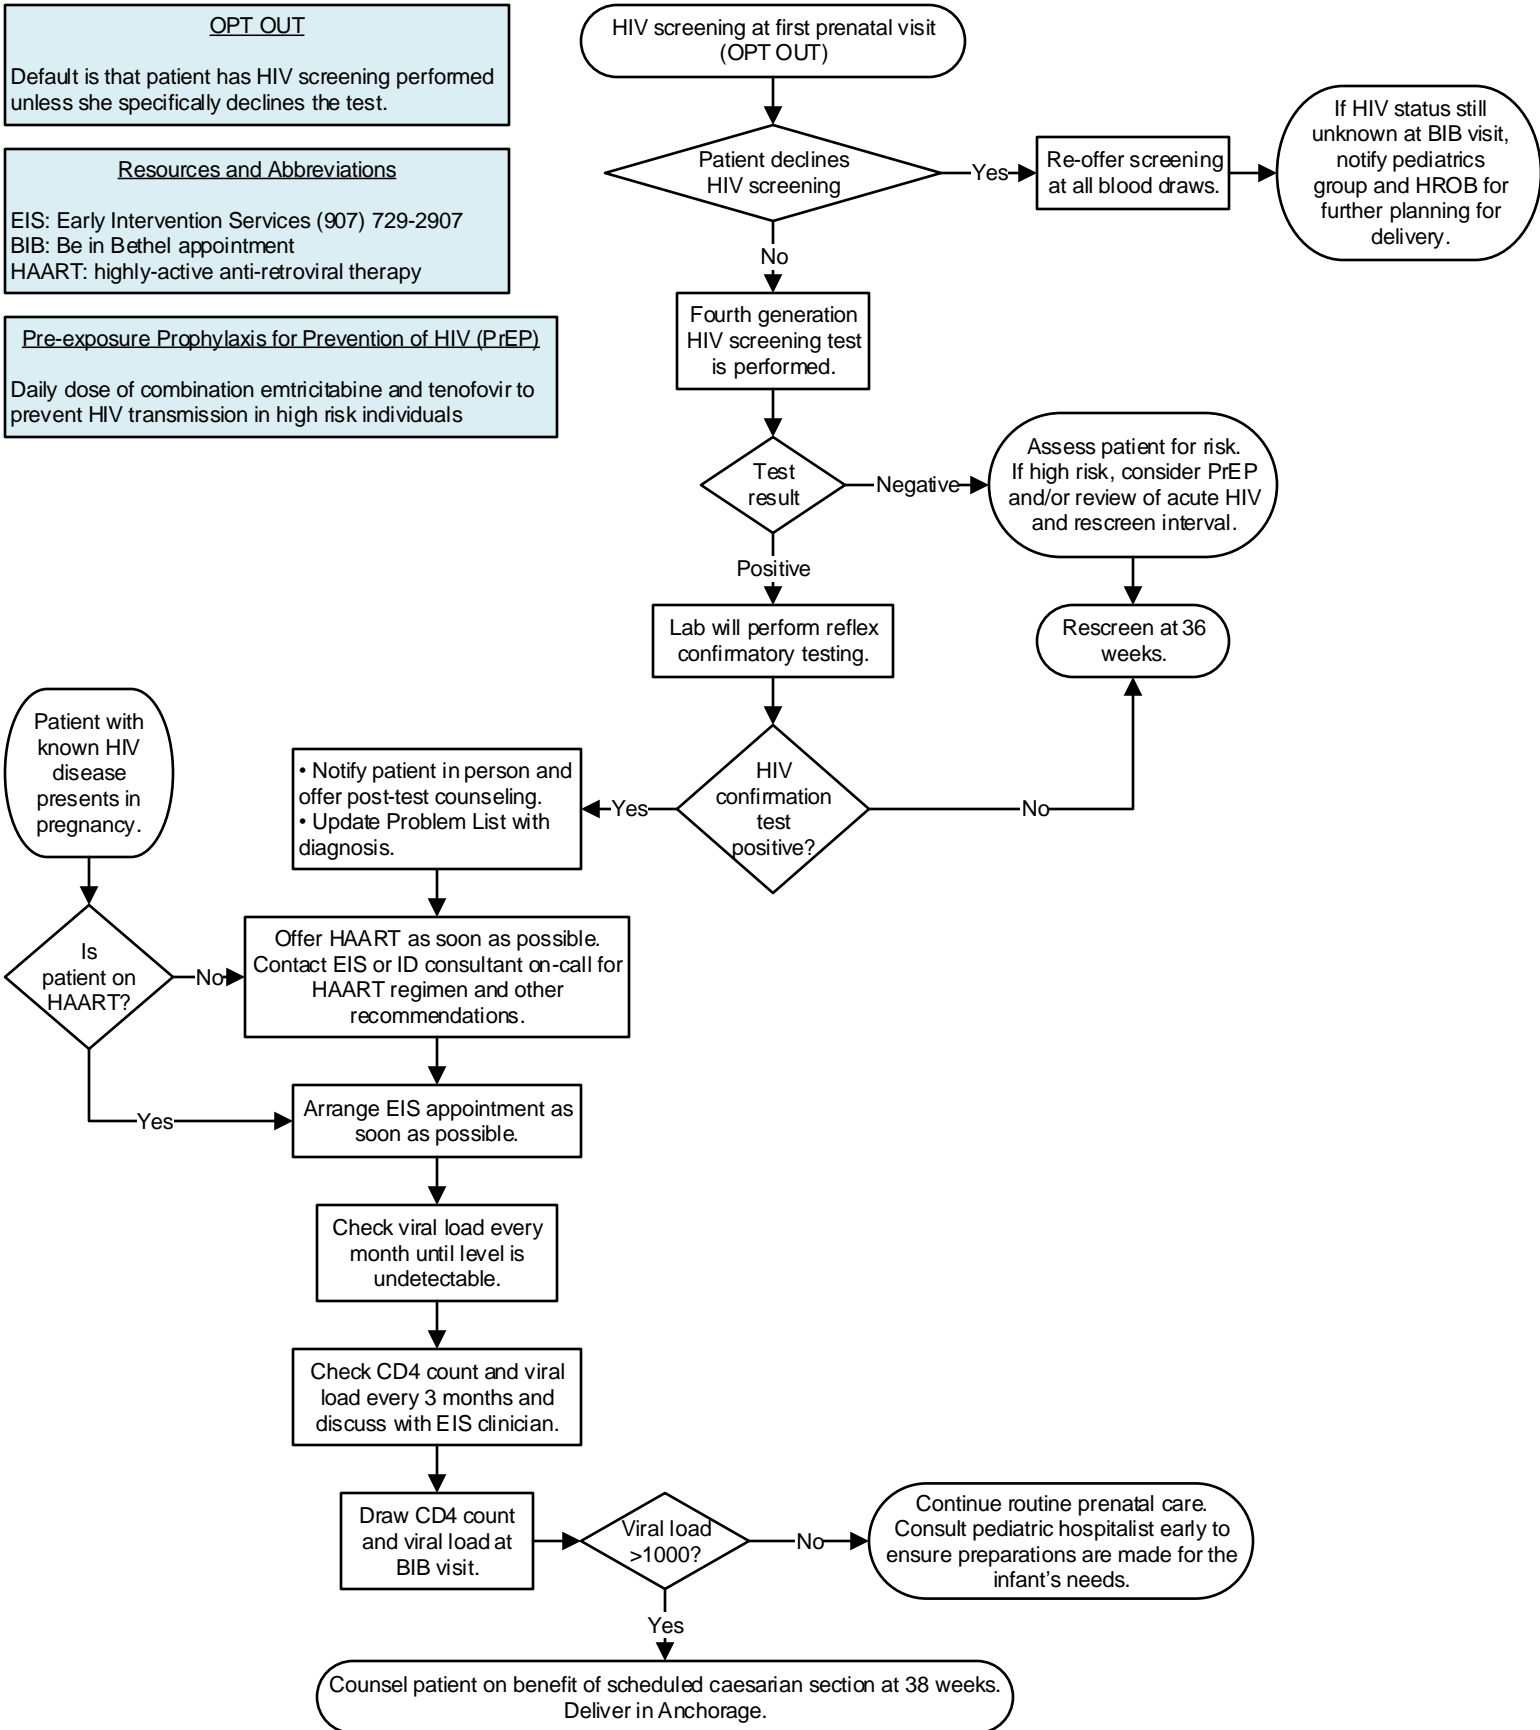 OPT OUT
Default is that patient has HIV screening performed
unless she specifically declines the test.
Resources and Abbreviations
EIS: Early Intervention Services (907) 729-2907
BIB: Be in Bethel appointment
HAART: highly-active anti-retroviral therapy
Pre-exposure Prophylaxis for Prevention of HIV (PrEP)
Daily dose of combination emtricitabine and tenofovir to
prevent HIV transmission in high risk individuals
HIV screening at first prenatal visit
(OPT OUT)
Patient declines
HIV screening
Yes
Re-offer screening
at all blood draws.
If HIV status still
unknown at BIB visit,
notify pediatrics
group and HROB for
further planning for
delivery.
No
Fourth generation
HIV screening test
is performed.
Test
result
Negative
Assess patient for risk.
If high risk, consider PrEP
and/or review of acute HIV
and rescreen interval.
Positive
Lab will perform reflex
confirmatory testing.
Rescreen at 36
weeks.
HIV
confirmation
test
positive?
No
Yes
• Notify patient in person and
offer post-test counseling.
• Update Problem List with
diagnosis.
Patient with
known HIV
disease
presents in
pregnancy.
Is
patient on
HAART?
No
Offer HAART as soon as possible.
Contact EIS or ID consultant on-call for
HAART regimen and other
recommendations.
Yes
Arrange EIS appointment as
soon as possible.
Check viral load every
month until level is
undetectable.
Check CD4 count and viral
load every 3 months and
discuss with EIS clinician.
Draw CD4 count
and viral load at
BIB visit.
Viral load
>1000?
No
Continue routine prenatal care.
Consult pediatric hospitalist early to
ensure preparations are made for the
infant's needs.
Yes
Counsel patient on benefit of scheduled caesarian section at 38 weeks.
Deliver in Anchorage.